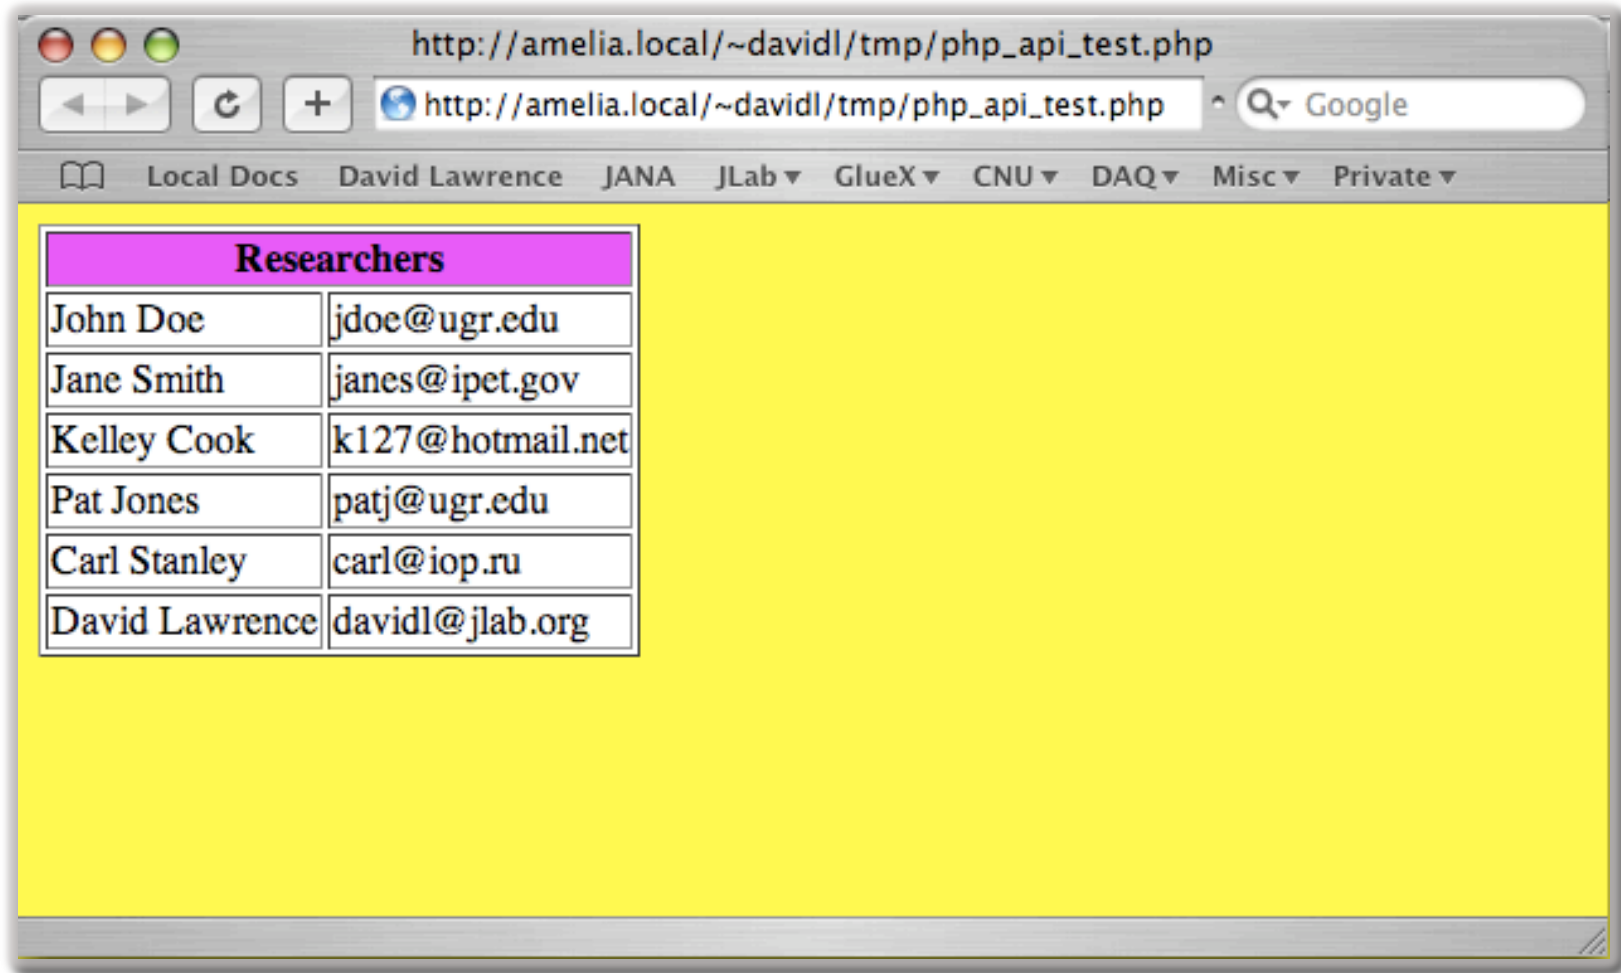 http://amelia.local/~davidl/tmp/php_api_test.php
http://amelia.local/~davidl/tmp/php_api_test.php Google
Local Docs David Lawrence JANA JLab GlueX CNU DAQ Misc Private
Researchers
John Doe jdoe@ugr.edu
Jane Smith janes@ipet.gov
Kelley Cook k127@hotmail.net
Pat Jones patj@ugr.edu
Carl Stanley carl@iop.ru
David Lawrence davidl@jlab.org